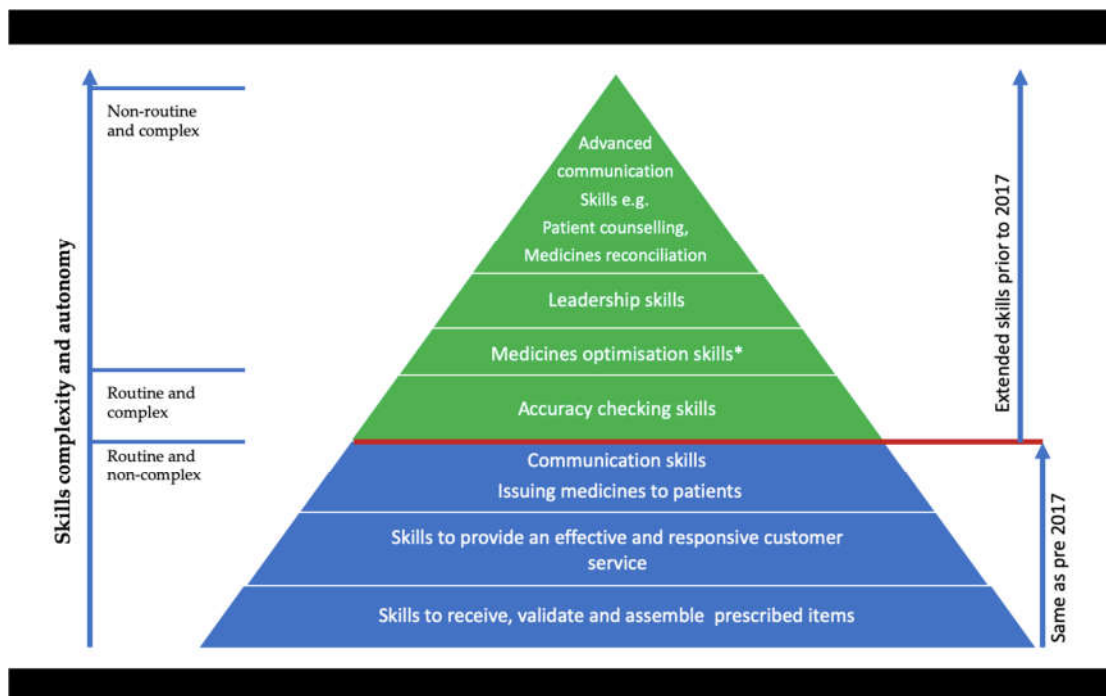 Skills complexity and autonomy
Non-routine
and complex
Routine and
complex
Routine and
non-complex
Advanced
communication
Skills e.g.
Patient counselling,
Medicines reconciliation
Leadership skills
Medicines optimisation skills*
Accuracy checking skills
Communication skills
Issuing medicines to patients
Skills to provide an effective and responsive customer
service
Skills to receive, validate and assemble prescribed items
Extended skills prior to 2017
Same as pre 2017